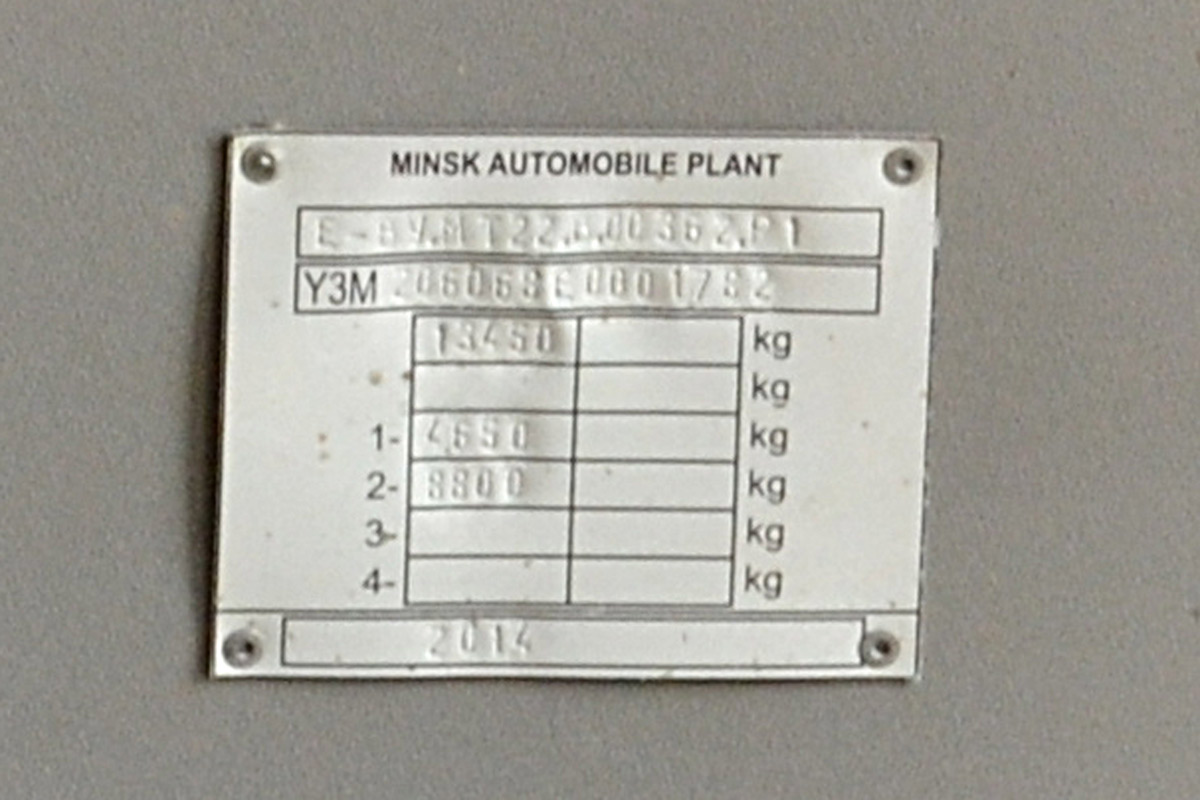 MINSK AUTOMOBILE PLANT
E-BY.MT22.B.00362.P1
Y3M 206068E0001782
13450 kg
kg
1- 4650 kg
2- 8800 kg
3- kg
4- kg
2014